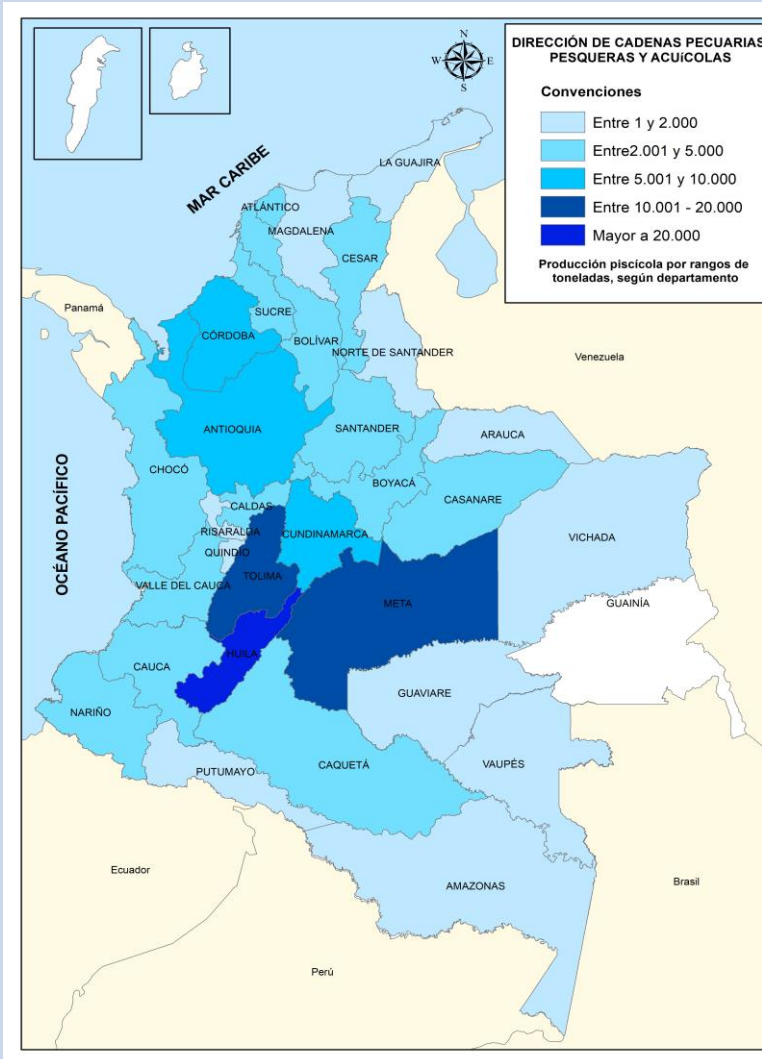 DIRECCIÓN DE CADENAS PECUARIAS
PESQUERAS Y ACUíCOLAS
Convenciones
Entre 1 y 2.000
Entre2.001 y 5.000
Entre 5.001 y 10.000
Entre 10.001 - 20.000
Mayor a 20.000
Producción piscícola por rangos de
toneladas, según departamento
N
W
E
S
MAR CARIBE
LA GUAJIRA
ATLÁNTICO
MAGDALENA
CESAR
Panamá
SUCRE
CÓRDOBA
BOLÍVAR
NORTE DE SANTANDER
Venezuela
ANTIOQUIA
SANTANDER
ARAUCA
CHOCÓ
BOYACÁ
CASANARE
CALDAS
RISARALDA
CUNDINAMARCA
VICHADA
QUINDÍO
OCÉANO PACÍFICO
TOLIMA
VALLE DEL CAUCA
META
GUAINÍA
HUILA
CAUCA
GUAVIARE
NARIÑO
CAQUETÁ
VAUPÉS
PUTUMAYO
Ecuador
AMAZONAS
Brasil
Perú